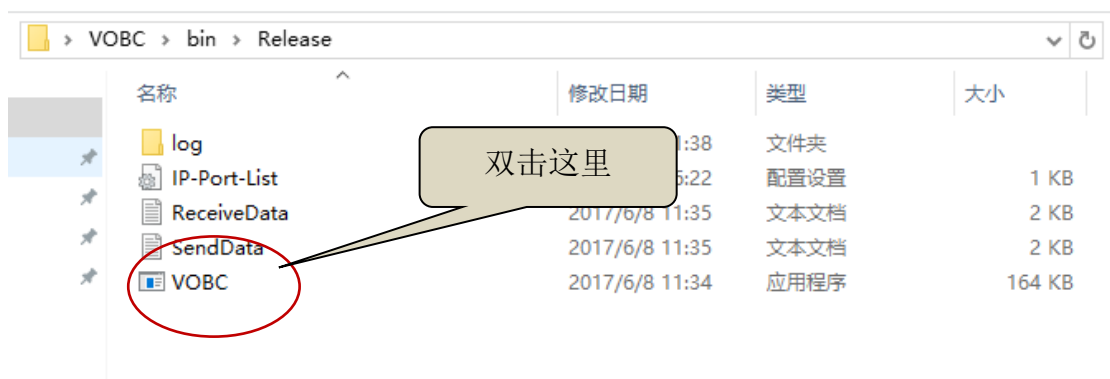 VOBC > bin > Release
名称 修改日期 类型 大小
log :38 文件夹
双击这里
IP-Port-List :22 配置设置 1 KB
ReceiveData 2017/6/8 11:35 文本文档 2 KB
SendData 2017/6/8 11:35 文本文档 2 KB
VOBC 2017/6/8 11:34 应用程序 164 KB